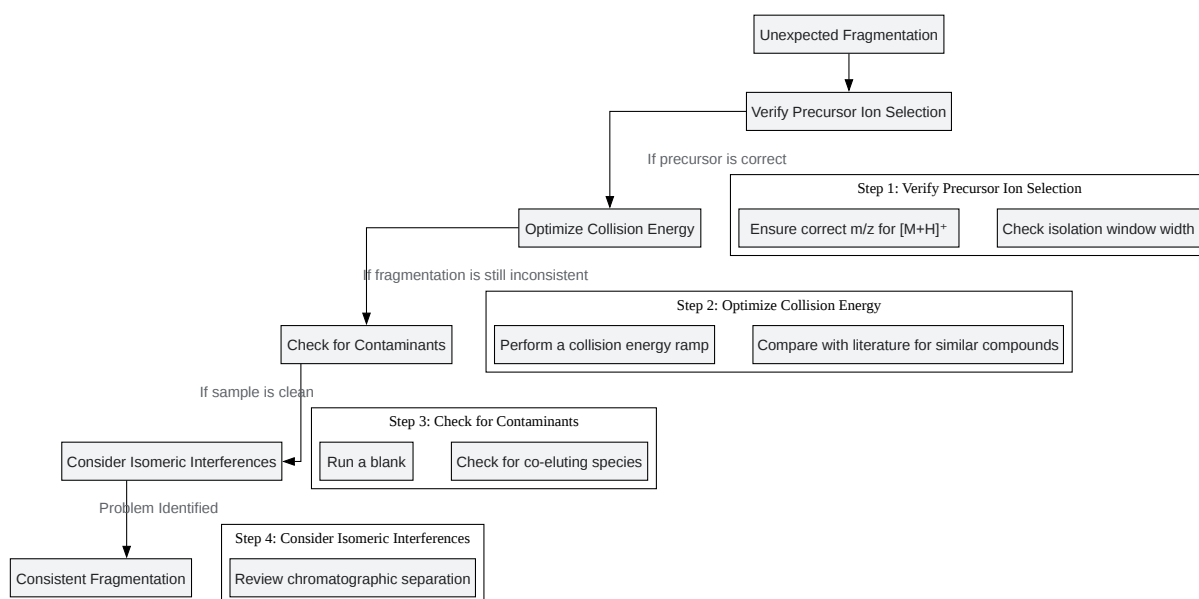 Unexpected Fragmentation
Verify Precursor Ion Selection
If precursor is correct
Step 1: Verify Precursor Ion Selection
Ensure correct m/z for [M+H]⁺
Check isolation window width
Optimize Collision Energy
If fragmentation is still inconsistent
Step 2: Optimize Collision Energy
Perform a collision energy ramp
Compare with literature for similar compounds
Check for Contaminants
If sample is clean
Step 3: Check for Contaminants
Run a blank
Check for co-eluting species
Consider Isomeric Interferences
Problem Identified
Step 4: Consider Isomeric Interferences
Review chromatographic separation
Consistent Fragmentation